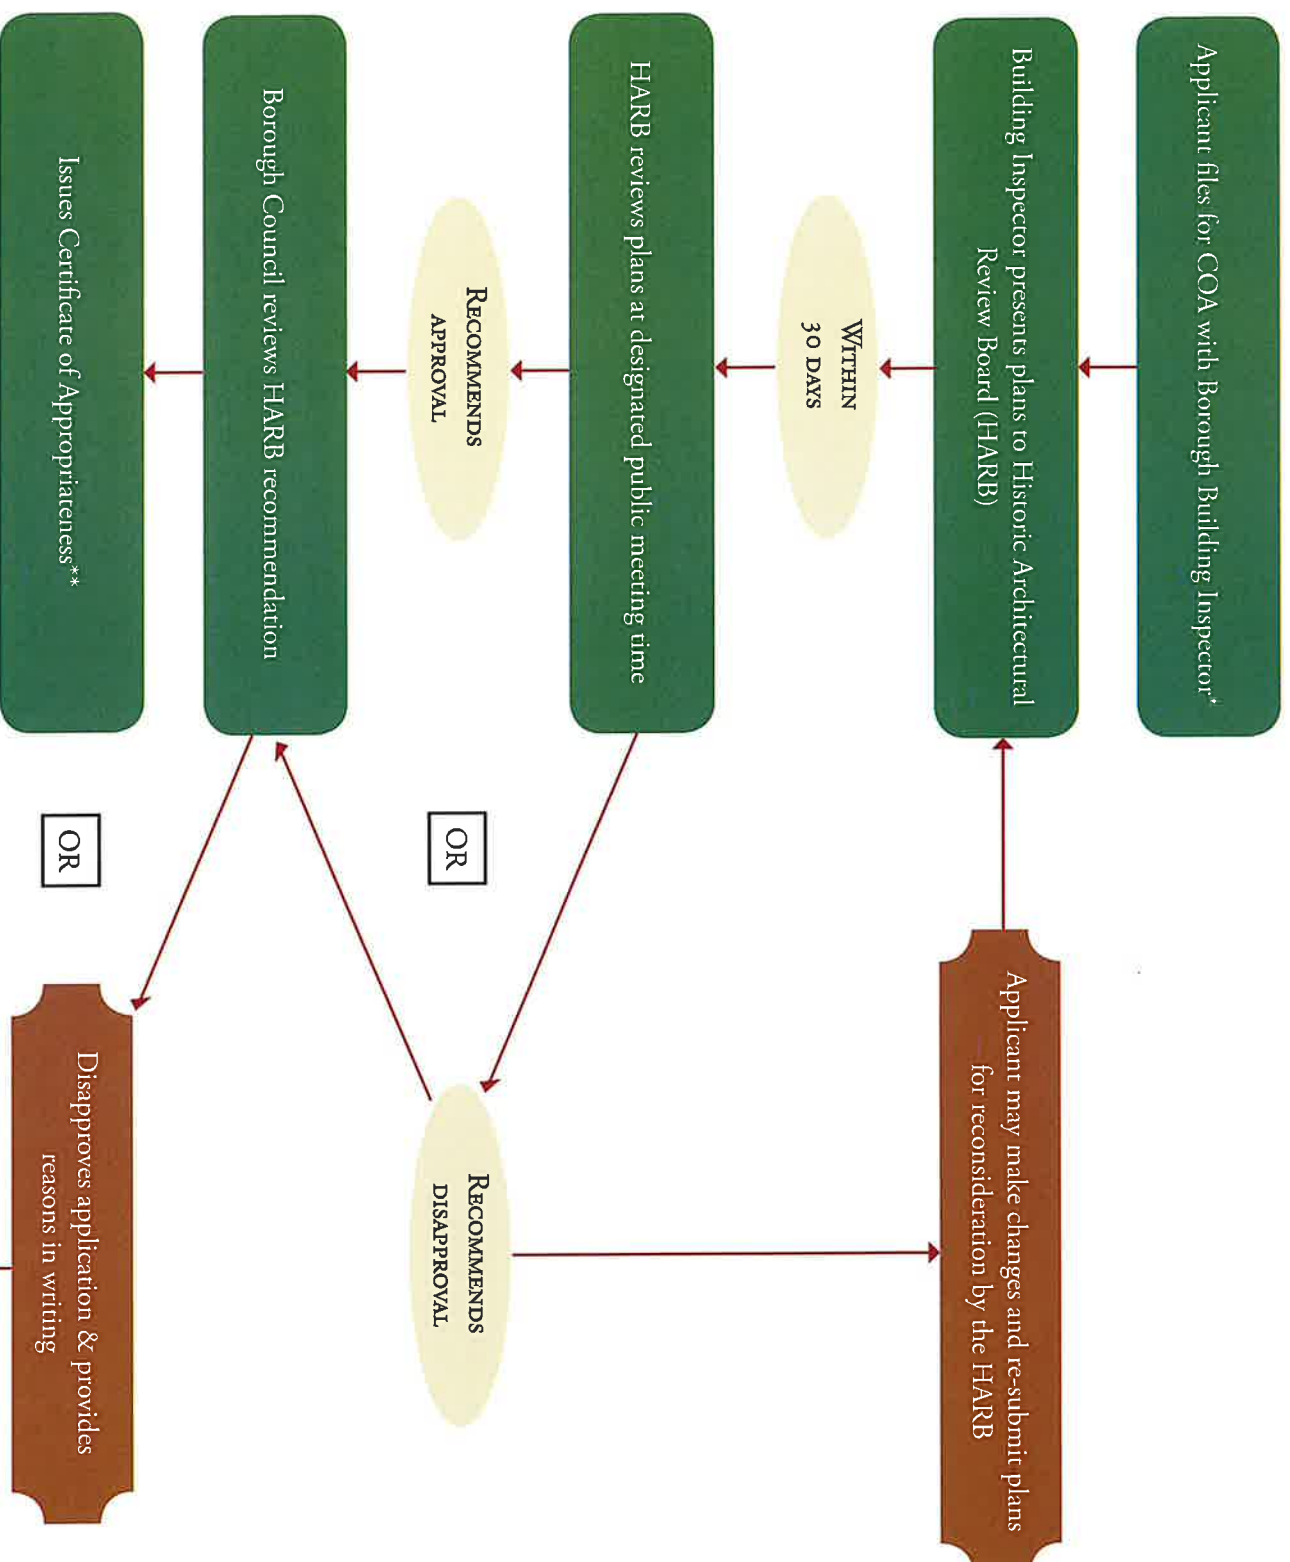 Applicant files for COA with Borough Building Inspector*
Building Inspector presents plans to Historic Architectural
Review Board (HARB)
Applicant may make changes and re-submit plans
for reconsideration by the HARB
WITHIN
30 DAYS
HARB reviews plans at designated public meeting time
RECOMMENDS
APPROVAL
OR
RECOMMENDS
DISAPPROVAL
Borough Council reviews HARB recommendation
Issues Certificate of Appropriateness**
OR
Disapproves application & provides
reasons in writing